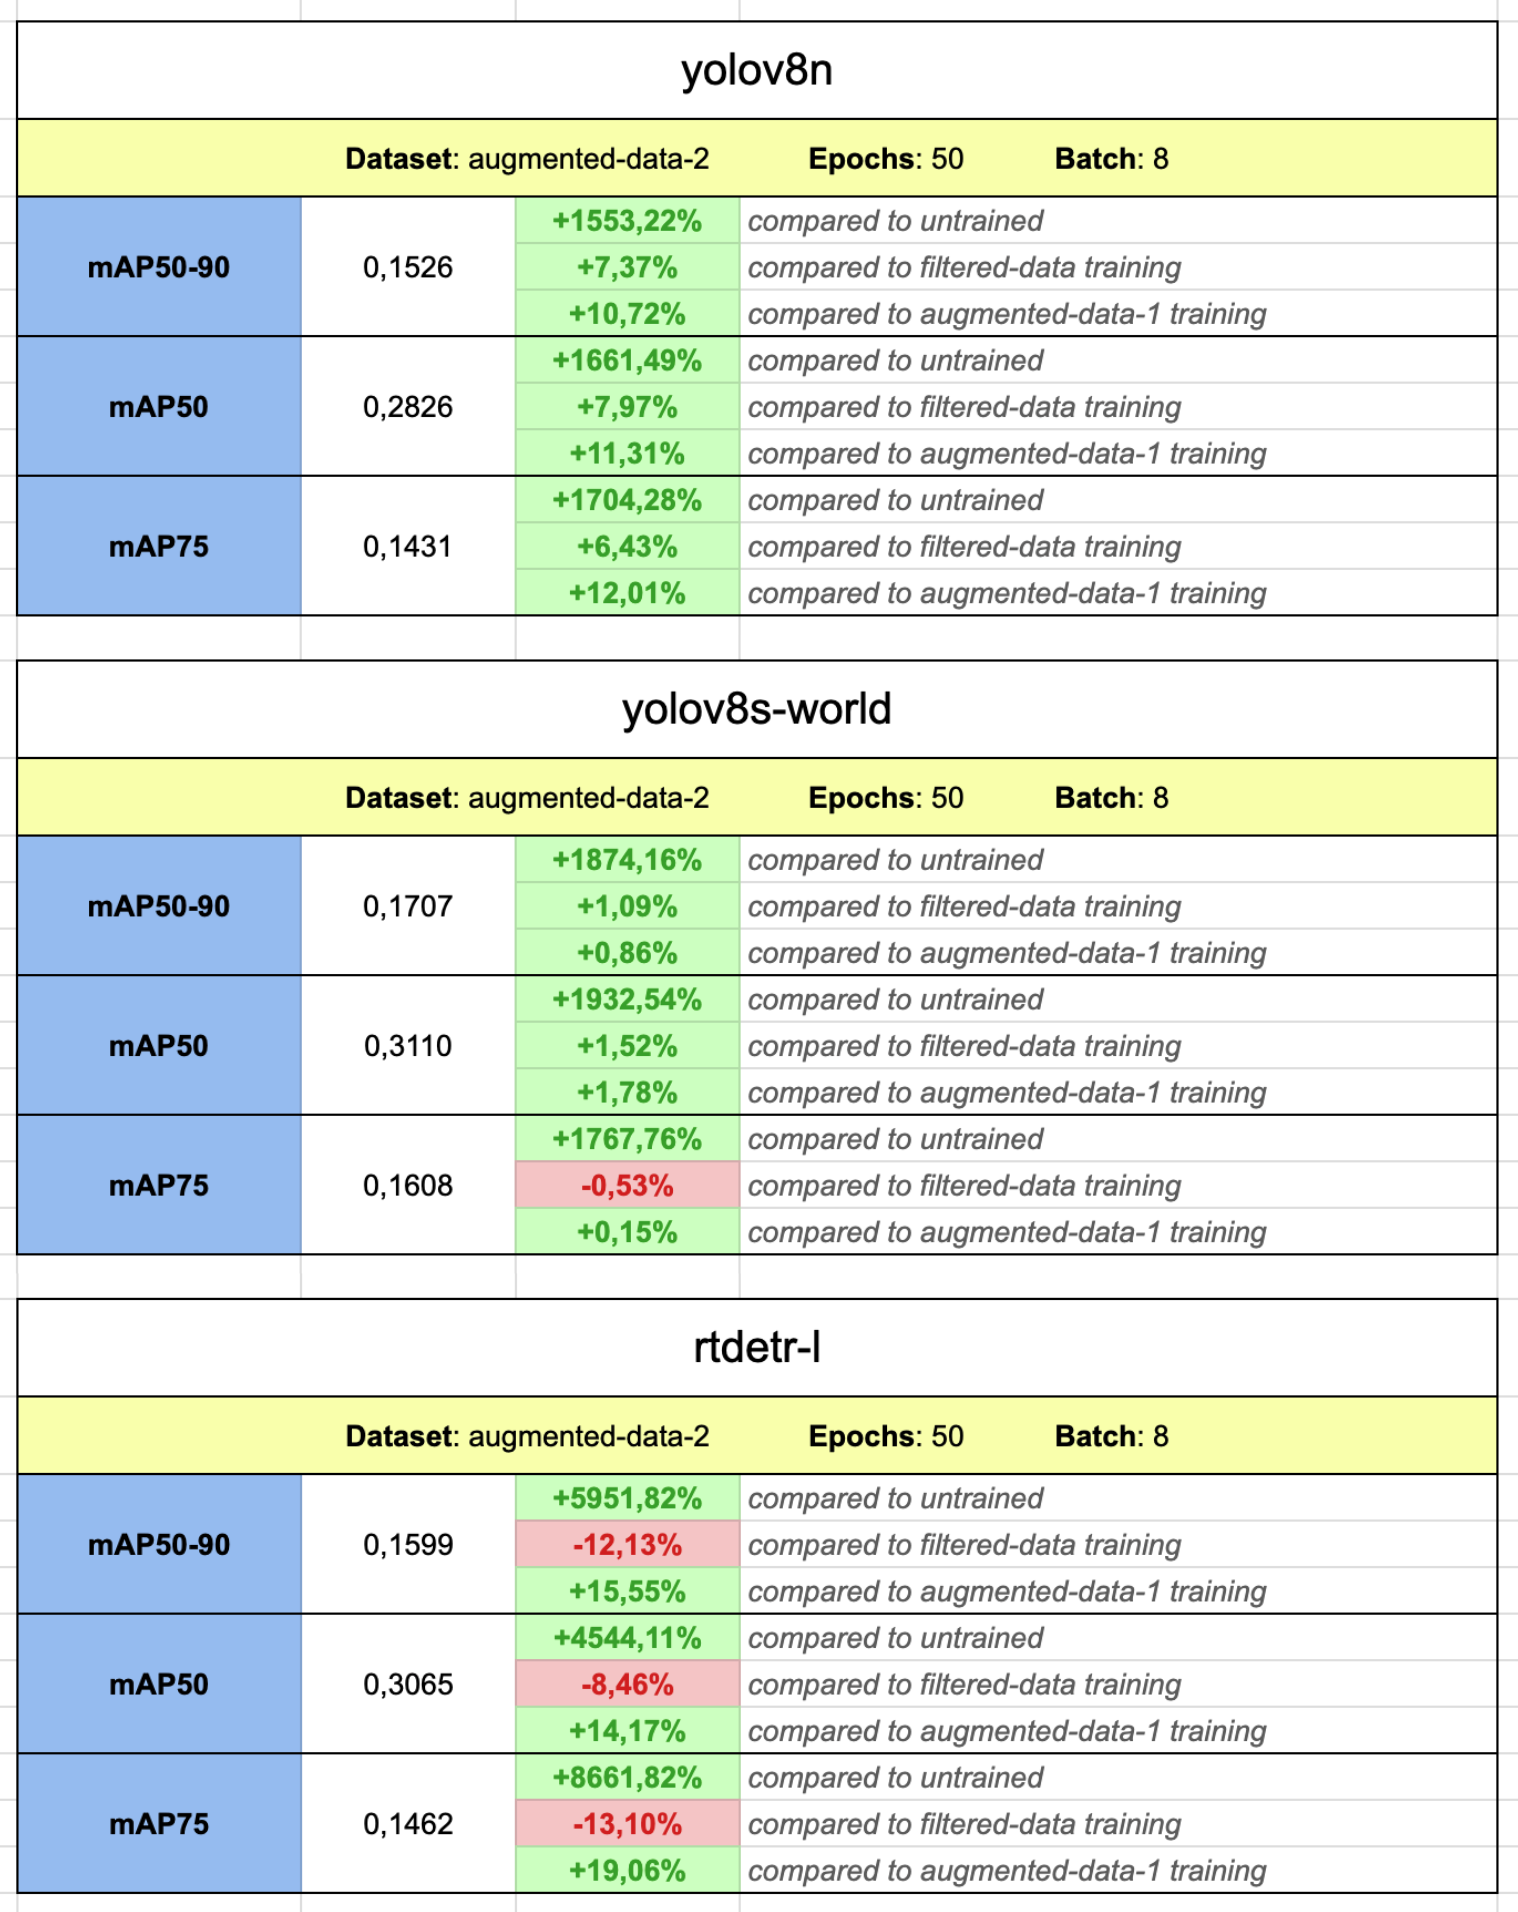 yolov8n
Dataset: augmented-data-2 Epochs: 50 Batch: 8
mAP50-90 0,1526
+1553,22% compared to untrained
+7,37% compared to filtered-data training
+10,72% compared to augmented-data-1 training
mAP50 0,2826
+1661,49% compared to untrained
+7,97% compared to filtered-data training
+11,31% compared to augmented-data-1 training
mAP75 0,1431
+1704,28% compared to untrained
+6,43% compared to filtered-data training
+12,01% compared to augmented-data-1 training
yolov8s-world
Dataset: augmented-data-2 Epochs: 50 Batch: 8
mAP50-90 0,1707
+1874,16% compared to untrained
+1,09% compared to filtered-data training
+0,86% compared to augmented-data-1 training
mAP50 0,3110
+1932,54% compared to untrained
+1,52% compared to filtered-data training
+1,78% compared to augmented-data-1 training
mAP75 0,1608
+1767,76% compared to untrained
-0,53% compared to filtered-data training
+0,15% compared to augmented-data-1 training
rtdetr-l
Dataset: augmented-data-2 Epochs: 50 Batch: 8
mAP50-90 0,1599
+5951,82% compared to untrained
-12,13% compared to filtered-data training
+15,55% compared to augmented-data-1 training
mAP50 0,3065
+4544,11% compared to untrained
-8,46% compared to filtered-data training
+14,17% compared to augmented-data-1 training
mAP75 0,1462
+8661,82% compared to untrained
-13,10% compared to filtered-data training
+19,06% compared to augmented-data-1 training